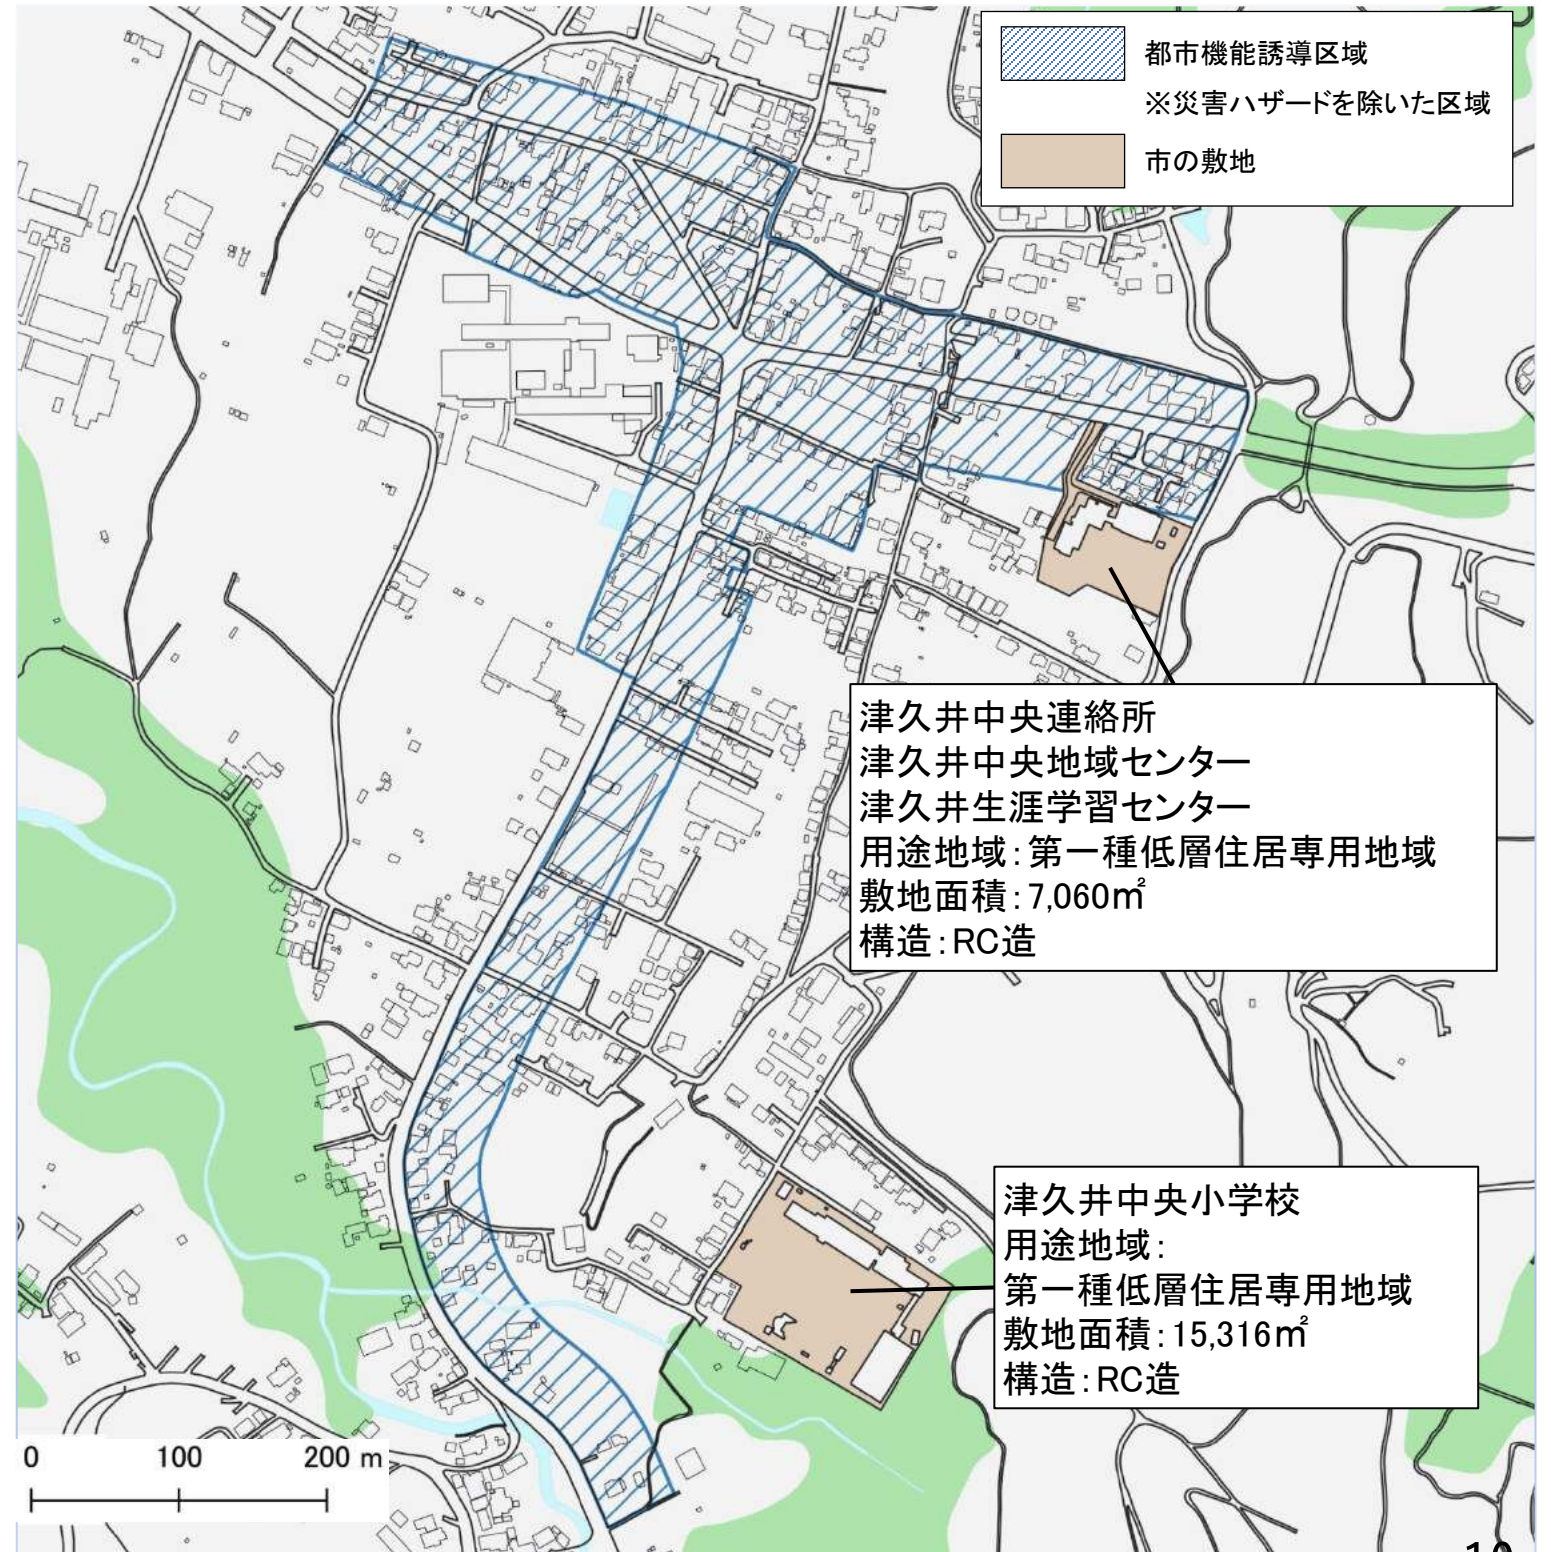 都市機能誘導区域
※災害ハザードを除いた区域
市の敷地
津久井中央連絡所
津久井中央地域センター
津久井生涯学習センター
用途地域：第一種低層住居専用地域
敷地面積：7,060㎡
構造：RC造
津久井中央小学校
用途地域：
第一種低層住居専用地域
敷地面積：15,316㎡
構造：RC造
0 100 200 m